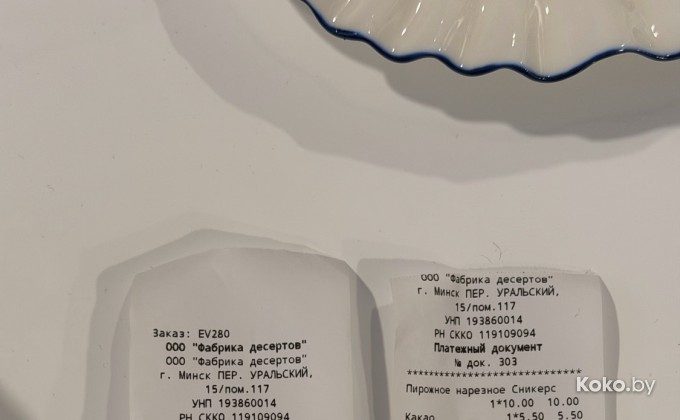 Заказ: EV280
ООО "Фабрика десертов"
ООО "Фабрика десертов"
г. Минск ПЕР. УРАЛЬСКИЙ,
15/пом.117
УНП 193860014
РН СККО 119109094
ООО "Фабрика десертов"
г. Минск ПЕР. УРАЛЬСКИЙ,
15/пом.117
УНП 193860014
РН СККО 119109094
Платежный документ
№ док. 303
******************************
Пирожное нарезное Сникерс
1*10.00 10.00
Какао 1*5.50 5.50
Koko.by